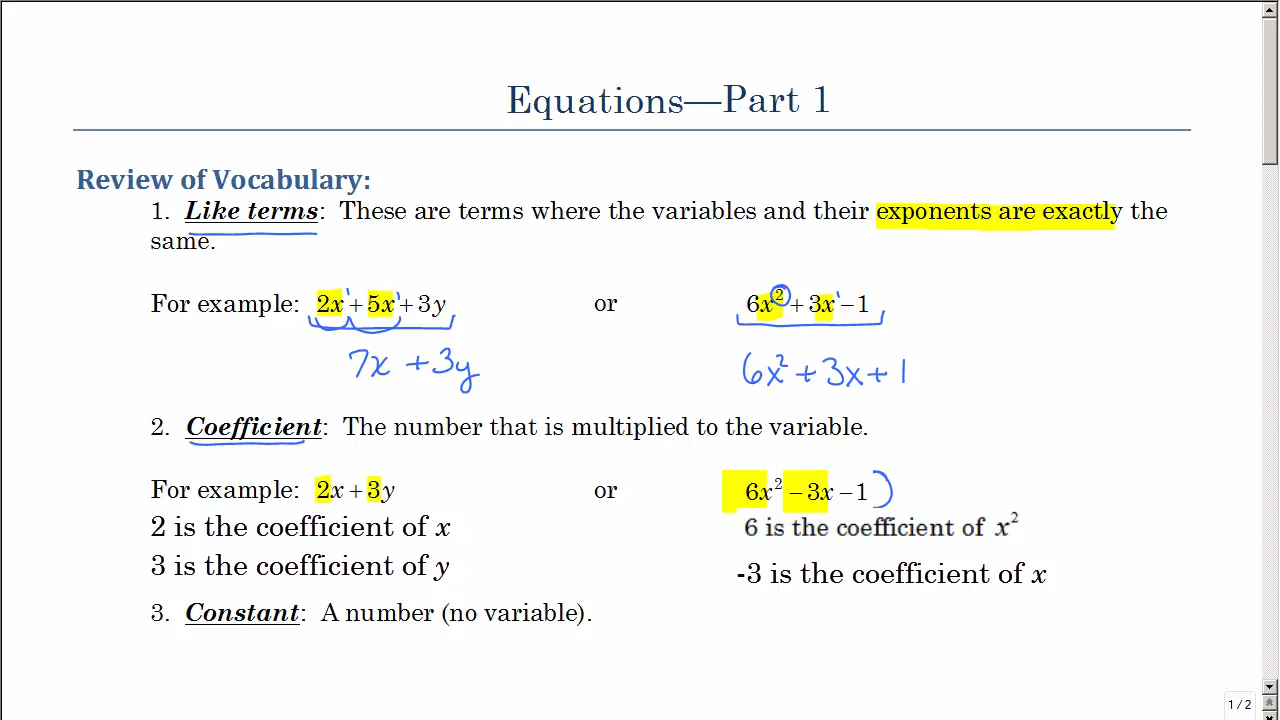 Equations—Part 1
Review of Vocabulary:
1. Like terms: These are terms where the variables and their exponents are exactly the
same.
For example: 2x¹ + 5x¹ + 3y or 6x² + 3x¹ − 1
7x + 3y 6x² + 3x + 1
2. Coefficient: The number that is multiplied to the variable.
For example: 2x + 3y or 6x² − 3x − 1)
2 is the coefficient of x 6 is the coefficient of x²
3 is the coefficient of y -3 is the coefficient of x
3. Constant: A number (no variable).
1 / 2